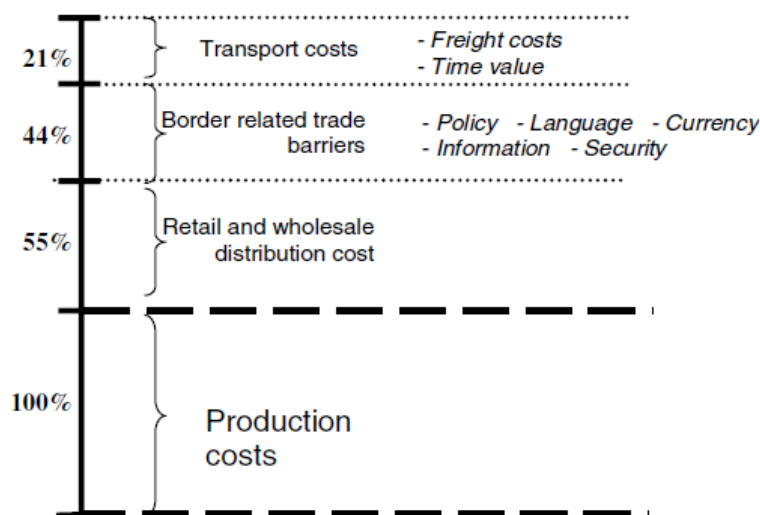 21%
Transport costs
- Freight costs
- Time value
44%
Border related trade
barriers
- Policy - Language - Currency
- Information - Security
55%
Retail and wholesale
distribution cost
100%
Production
costs